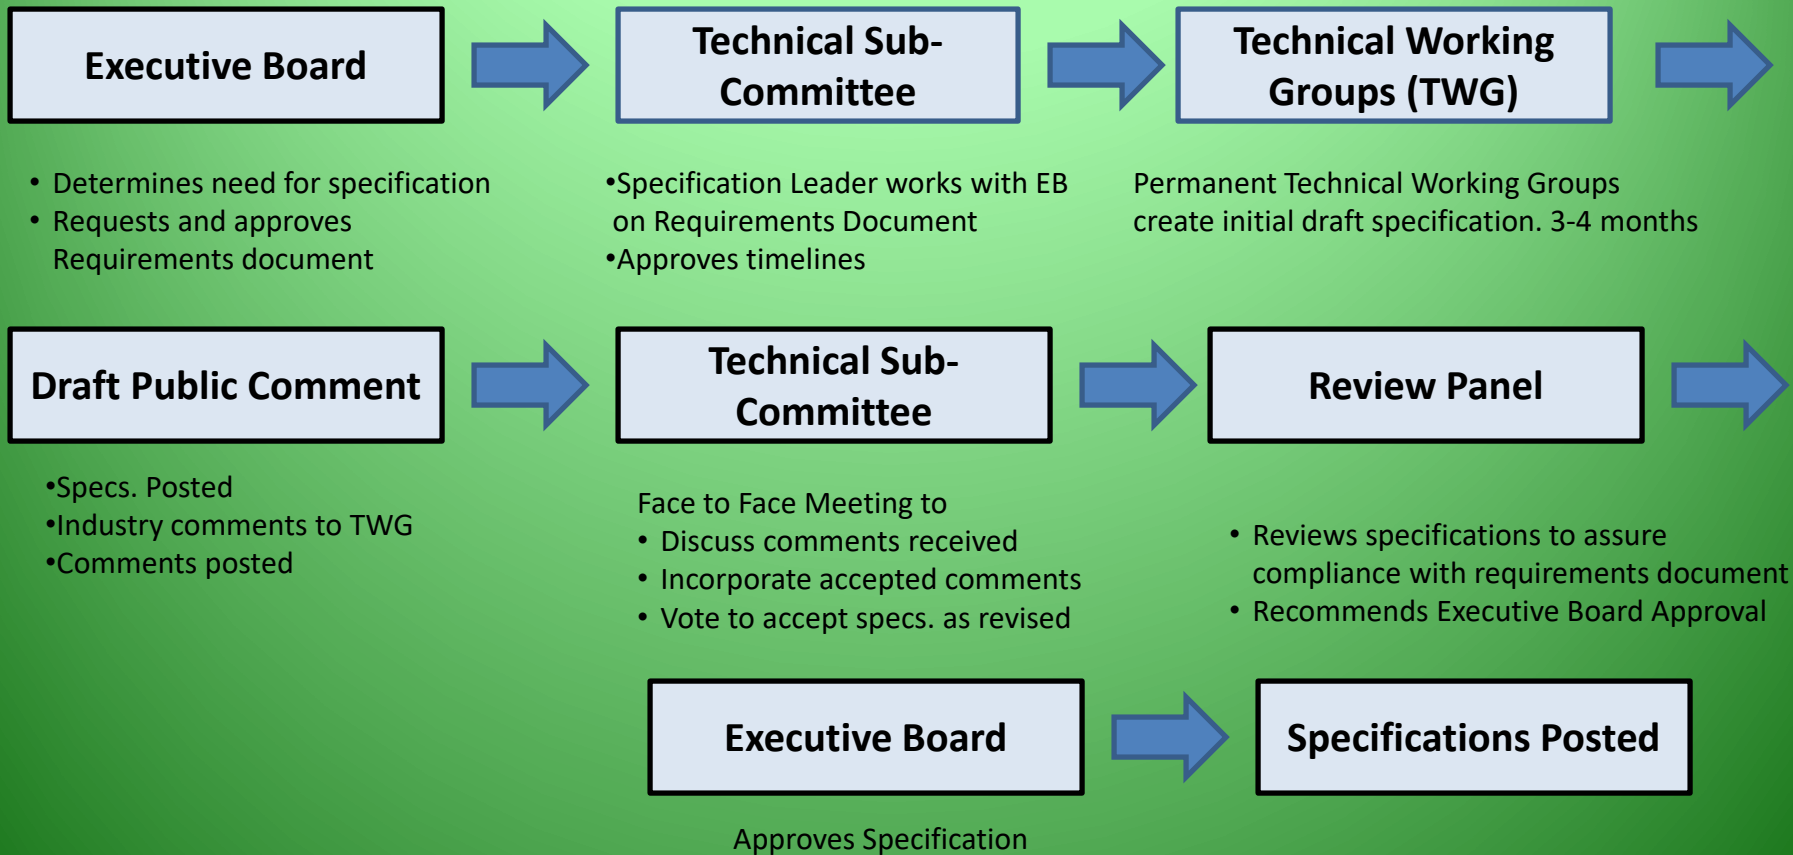 Executive Board
Technical Sub-
Committee
Technical Working
Groups (TWG)
• Determines need for specification
• Requests and approves
Requirements document
•Specification Leader works with EB
on Requirements Document
•Approves timelines
Permanent Technical Working Groups
create initial draft specification. 3-4 months
Draft Public Comment
Technical Sub-
Committee
Review Panel
•Specs. Posted
•Industry comments to TWG
•Comments posted
Face to Face Meeting to
• Discuss comments received
• Incorporate accepted comments
• Vote to accept specs. as revised
• Reviews specifications to assure
compliance with requirements document
• Recommends Executive Board Approval
Executive Board
Specifications Posted
Approves Specification